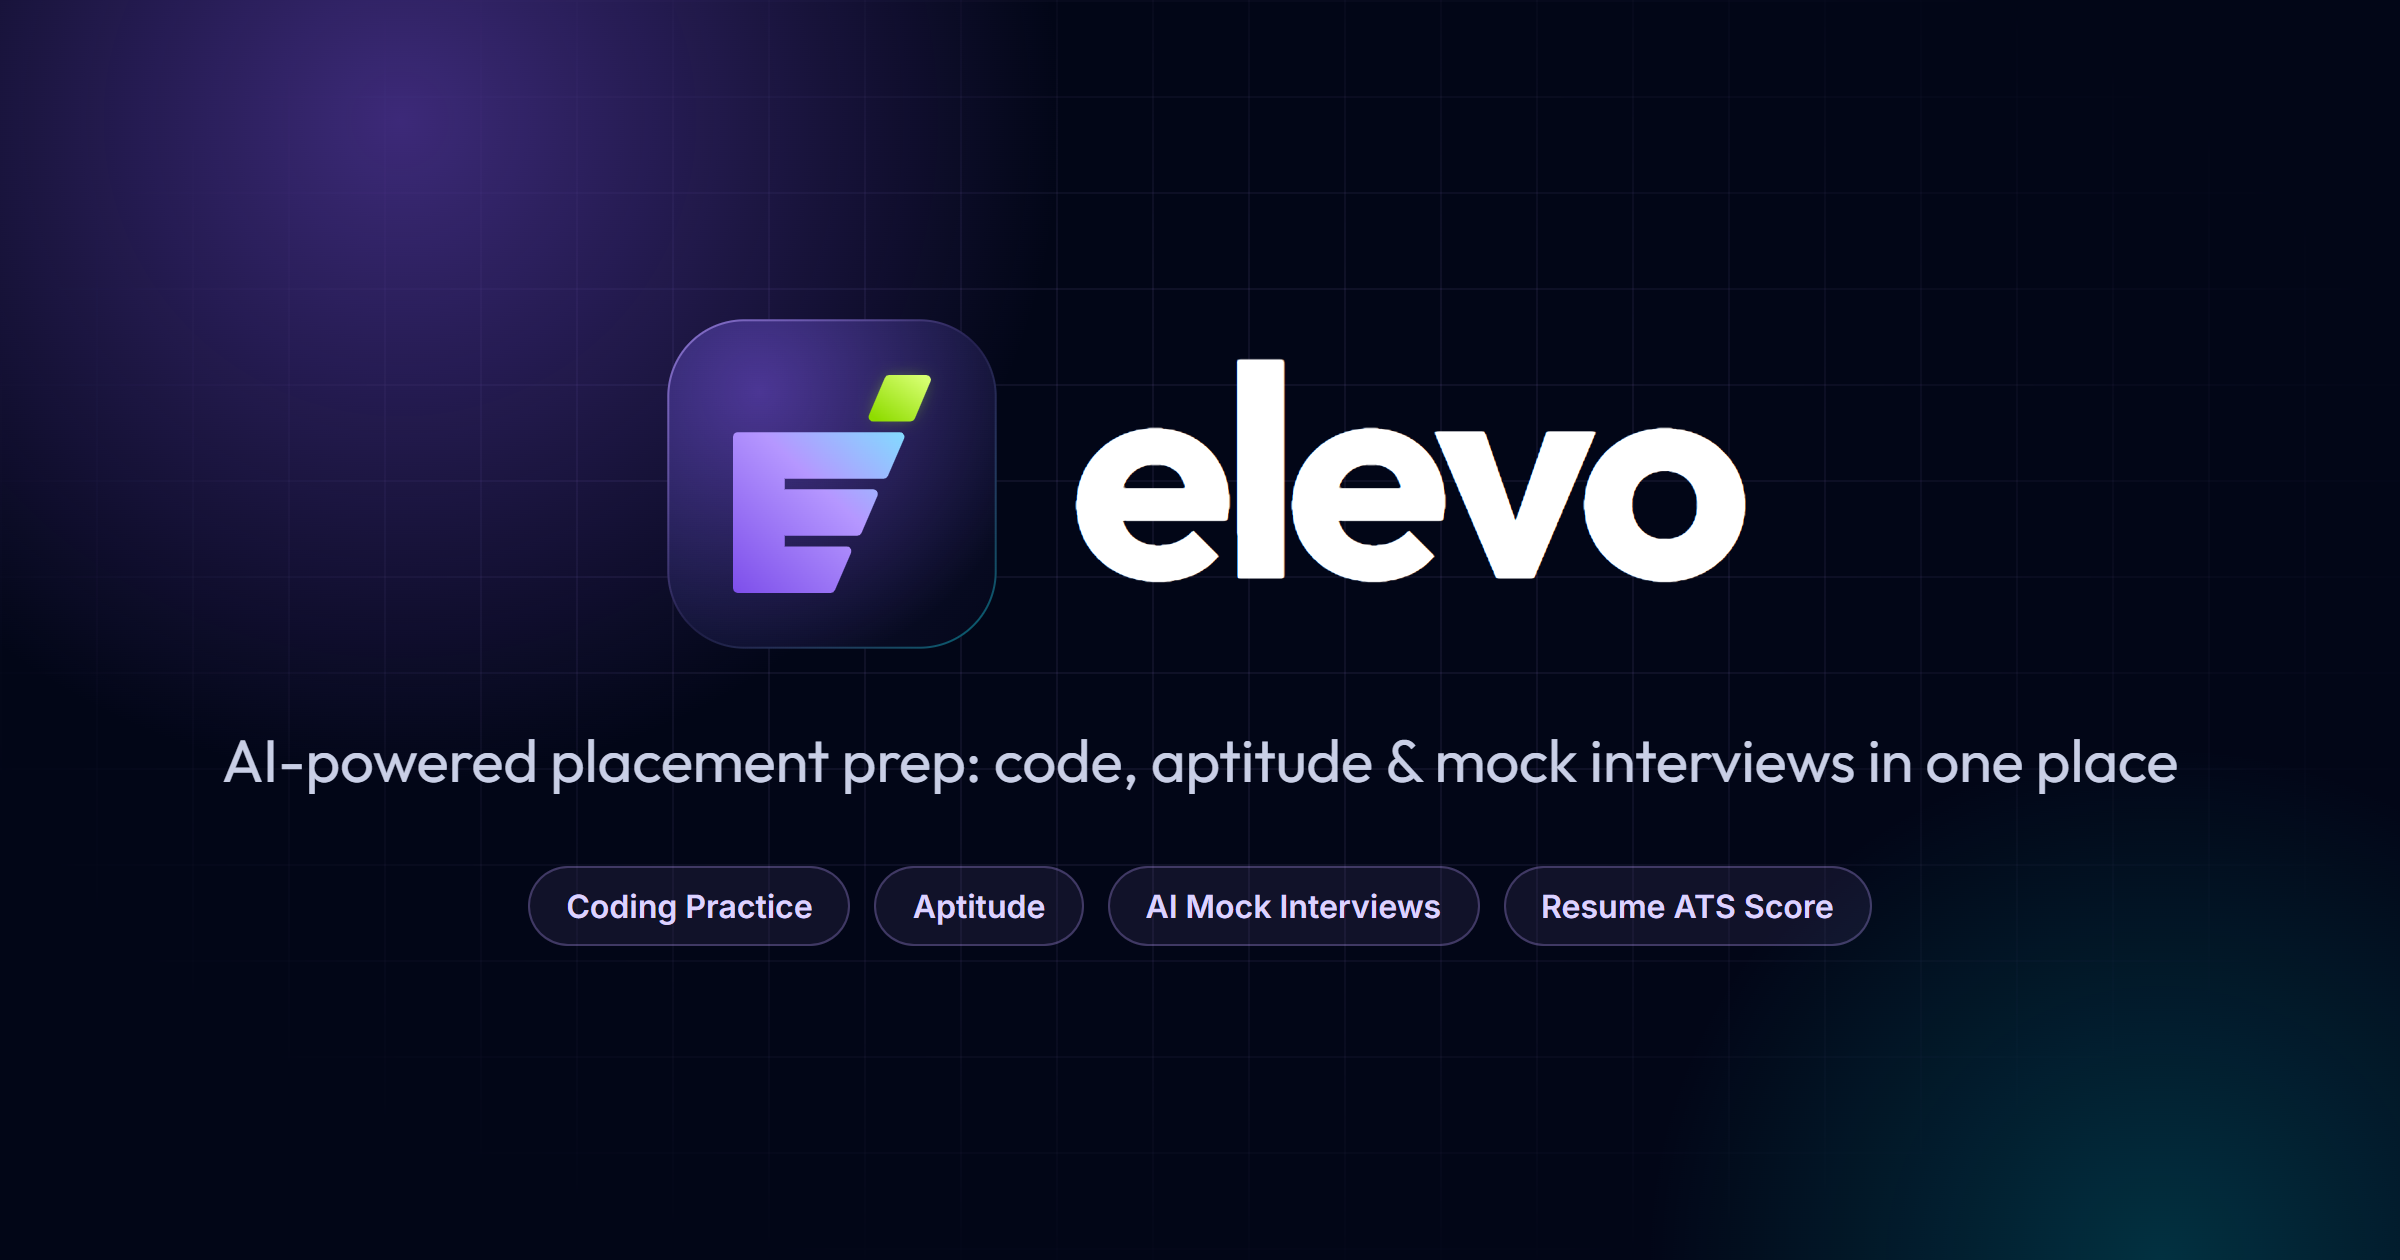 elevo
AI-powered placement prep: code, aptitude & mock interviews in one place
Coding Practice
Aptitude
AI Mock Interviews
Resume ATS Score